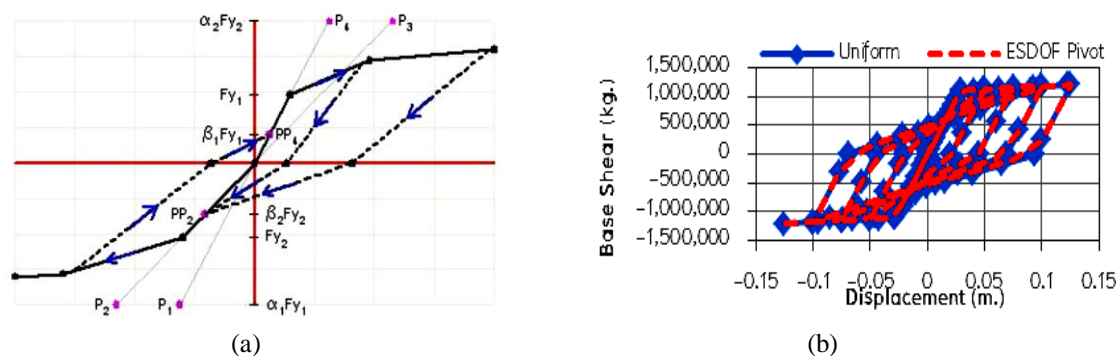 α₂Fy₂
P₄
P₃
Fy₁
β₁Fy₁
PP₄
PP₂
β₂Fy₂
Fy₂
P₂
P₁
α₁Fy₁
(a)
Uniform
ESDOF Pivot
Base Shear (kg.)
1,500,000
1,000,000
500,000
0
-500,000
-1,000,000
-1,500,000
-0.15
-0.1
-0.05
0
0.05
0.1
0.15
Displacement (m.)
(b)